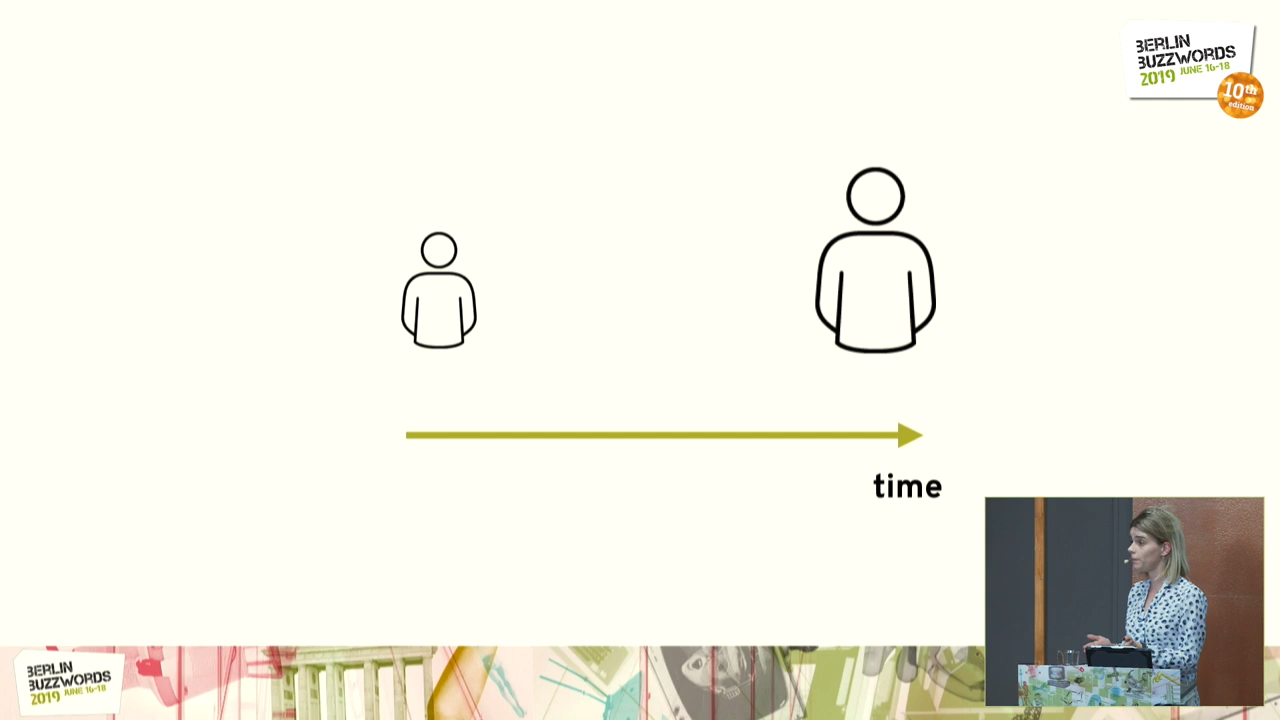 BERLIN
BUZZWORDS
2019 JUNE 16-18
10th
edition
time
BERLIN
BUZZWORDS
2019 JUNE 16-18